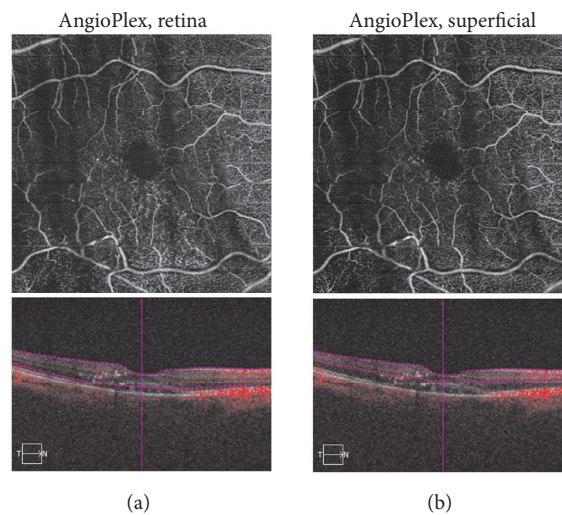 AngioPlex, retina
AngioPlex, superficial
T N
T N
(a)
(b)